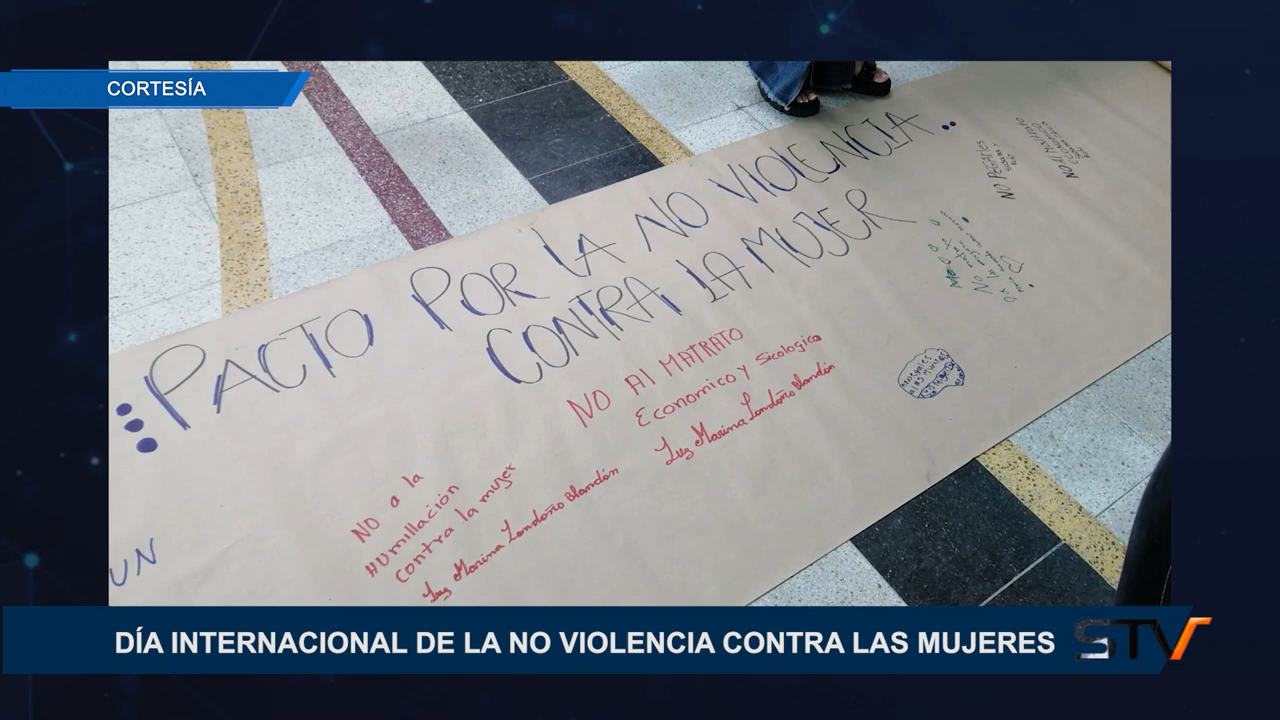 CORTESÍA
PACTO POR LA NO VIOLENCIA
CONTRA LA MUJER
NO Al MATRATO
Economico y Sicologico
Luz Marina Londoño Blandón
NO a la
Humillación
contra la mujer
Luz Marina Londoño Blandón
UN
DÍA INTERNACIONAL DE LA NO VIOLENCIA CONTRA LAS MUJERES
STV